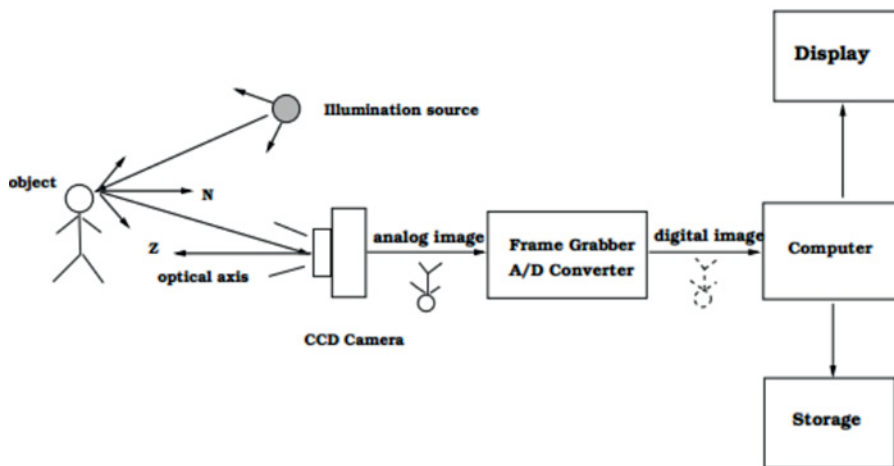 Display
Illumination source
object
N
Z
optical axis
analog image
Frame Grabber
A/D Converter
digital image
Computer
CCD Camera
Storage